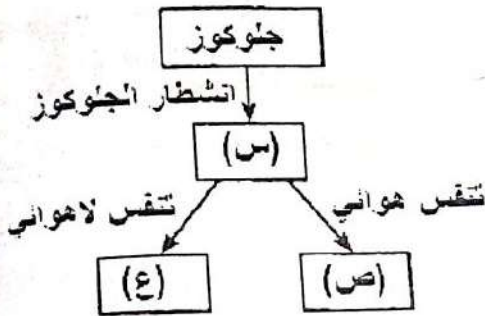 جلوكوز
انشطار الجلوكوز
(س)
تنفس هوائي
تنفس لاهوائي
(ص)
(ع)